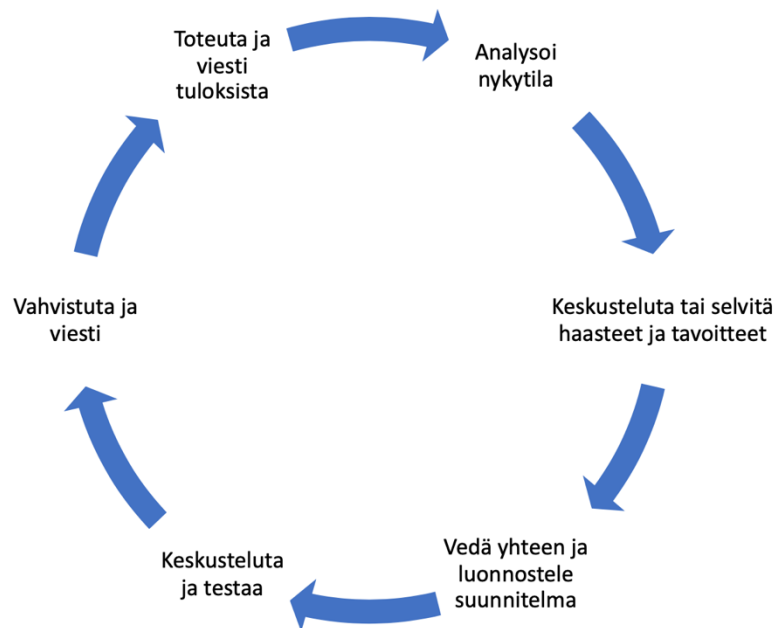 Toteuta ja
viesti
tuloksista
Analysoi
nykytila
Keskusteluta tai selvitä
haasteet ja tavoitteet
Vedä yhteen ja
luonnostele
suunnitelma
Keskusteluta
ja testaa
Vahvistuta ja
viesti